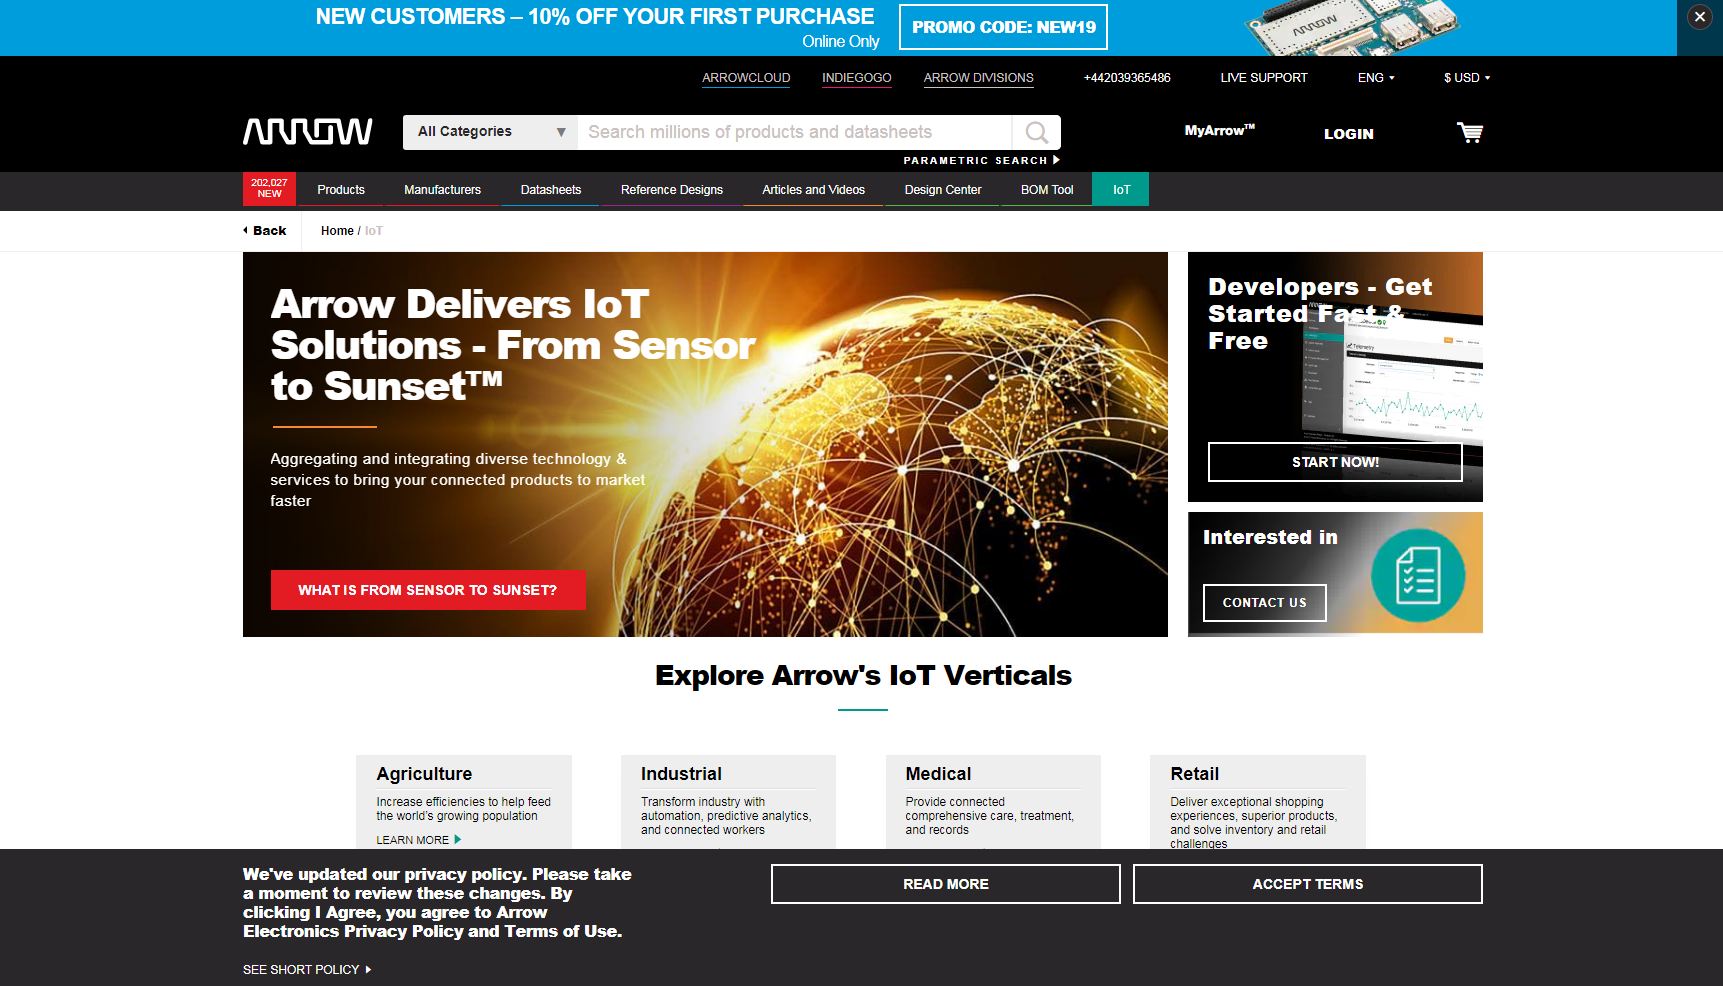 NEW CUSTOMERS – 10% OFF YOUR FIRST PURCHASE
Online Only
PROMO CODE: NEW19
ARROW
ARROWCLOUD
INDIEGOGO
ARROW DIVISIONS
+442039365486
LIVE SUPPORT
ENG
$ USD
ARROW
All Categories
Search millions of products and datasheets
MyArrow™
LOGIN
PARAMETRIC SEARCH
202,027
NEW
Products
Manufacturers
Datasheets
Reference Designs
Articles and Videos
Design Center
BOM Tool
IoT
Back
Home / IoT
Arrow Delivers IoT
Solutions - From Sensor
to Sunset™
Aggregating and integrating diverse technology &
services to bring your connected products to market
faster
WHAT IS FROM SENSOR TO SUNSET?
Developers - Get
Started Fast &
Free
Telemetry
START NOW!
Interested in
CONTACT US
Explore Arrow's IoT Verticals
Agriculture
Increase efficiencies to help feed
the world's growing population
LEARN MORE
Industrial
Transform industry with
automation, predictive analytics,
and connected workers
Medical
Provide connected
comprehensive care, treatment,
and records
Retail
Deliver exceptional shopping
experiences, superior products,
and solve inventory and retail
challenges
We've updated our privacy policy. Please take
a moment to review these changes. By
clicking I Agree, you agree to Arrow
Electronics Privacy Policy and Terms of Use.
SEE SHORT POLICY
READ MORE
ACCEPT TERMS